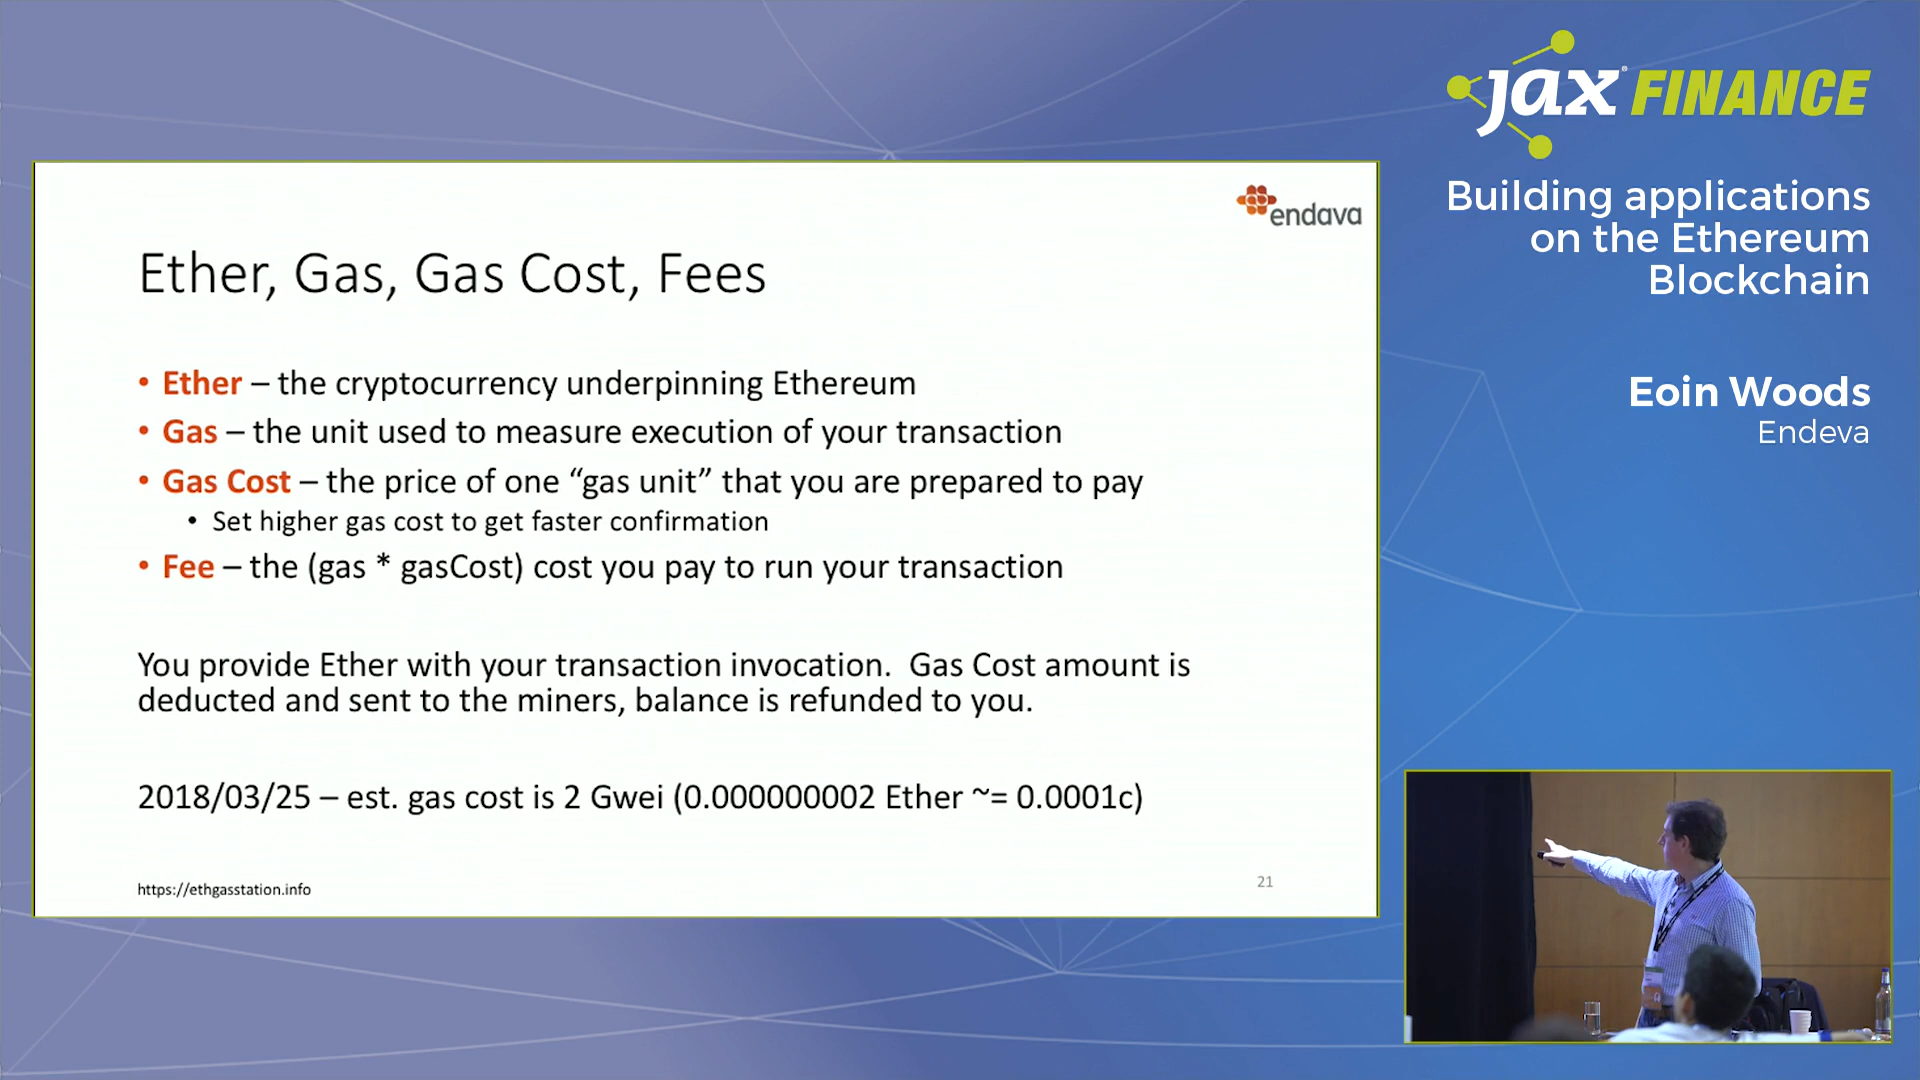 jax® FINANCE
Building applications
on the Ethereum
Blockchain
Eoin Woods
Endeva
endava
Ether, Gas, Gas Cost, Fees
• Ether – the cryptocurrency underpinning Ethereum
• Gas – the unit used to measure execution of your transaction
• Gas Cost – the price of one “gas unit” that you are prepared to pay
• Set higher gas cost to get faster confirmation
• Fee – the (gas * gasCost) cost you pay to run your transaction
You provide Ether with your transaction invocation.  Gas Cost amount is
deducted and sent to the miners, balance is refunded to you.
2018/03/25 – est. gas cost is 2 Gwei (0.000000002 Ether ~= 0.0001c)
https://ethgasstation.info
21